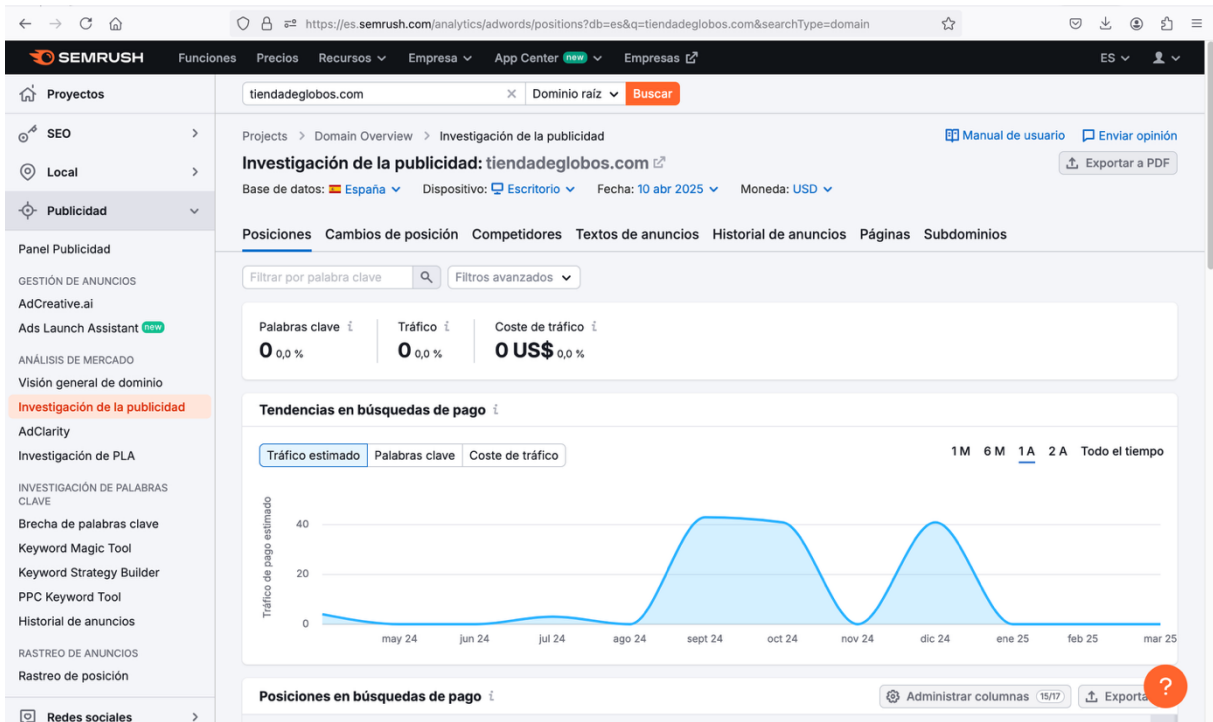 https://es.semrush.com/analytics/adwords/positions?db=es&q=tiendadeglobos.com&searchType=domain
SEMRUSH Funciones Precios Recursos Empresa App Center new Empresas ES
Proyectos
SEO
Local
Publicidad
Panel Publicidad
GESTIÓN DE ANUNCIOS
AdCreative.ai
Ads Launch Assistant new
ANÁLISIS DE MERCADO
Visión general de dominio
Investigación de la publicidad
AdClarity
Investigación de PLA
INVESTIGACIÓN DE PALABRAS
CLAVE
Brecha de palabras clave
Keyword Magic Tool
Keyword Strategy Builder
PPC Keyword Tool
Historial de anuncios
RASTREO DE ANUNCIOS
Rastreo de posición
Redes sociales
tiendadeglobos.com Dominio raíz Buscar
Projects > Domain Overview > Investigación de la publicidad Manual de usuario Enviar opinión
Investigación de la publicidad: tiendadeglobos.com Exportar a PDF
Base de datos: España Dispositivo: Escritorio Fecha: 10 abr 2025 Moneda: USD
Posiciones Cambios de posición Competidores Textos de anuncios Historial de anuncios Páginas Subdominios
Filtrar por palabra clave Filtros avanzados
Palabras clave i Tráfico i Coste de tráfico i
0 0,0 % 0 0,0 % 0 US$ 0,0 %
Tendencias en búsquedas de pago i
Tráfico estimado Palabras clave Coste de tráfico 1 M 6 M 1 A 2 A Todo el tiempo
Tráfico de pago estimado
40
20
0
may 24 jun 24 jul 24 ago 24 sept 24 oct 24 nov 24 dic 24 ene 25 feb 25 mar 25
Posiciones en búsquedas de pago i Administrar columnas 15/17 Exporta
?